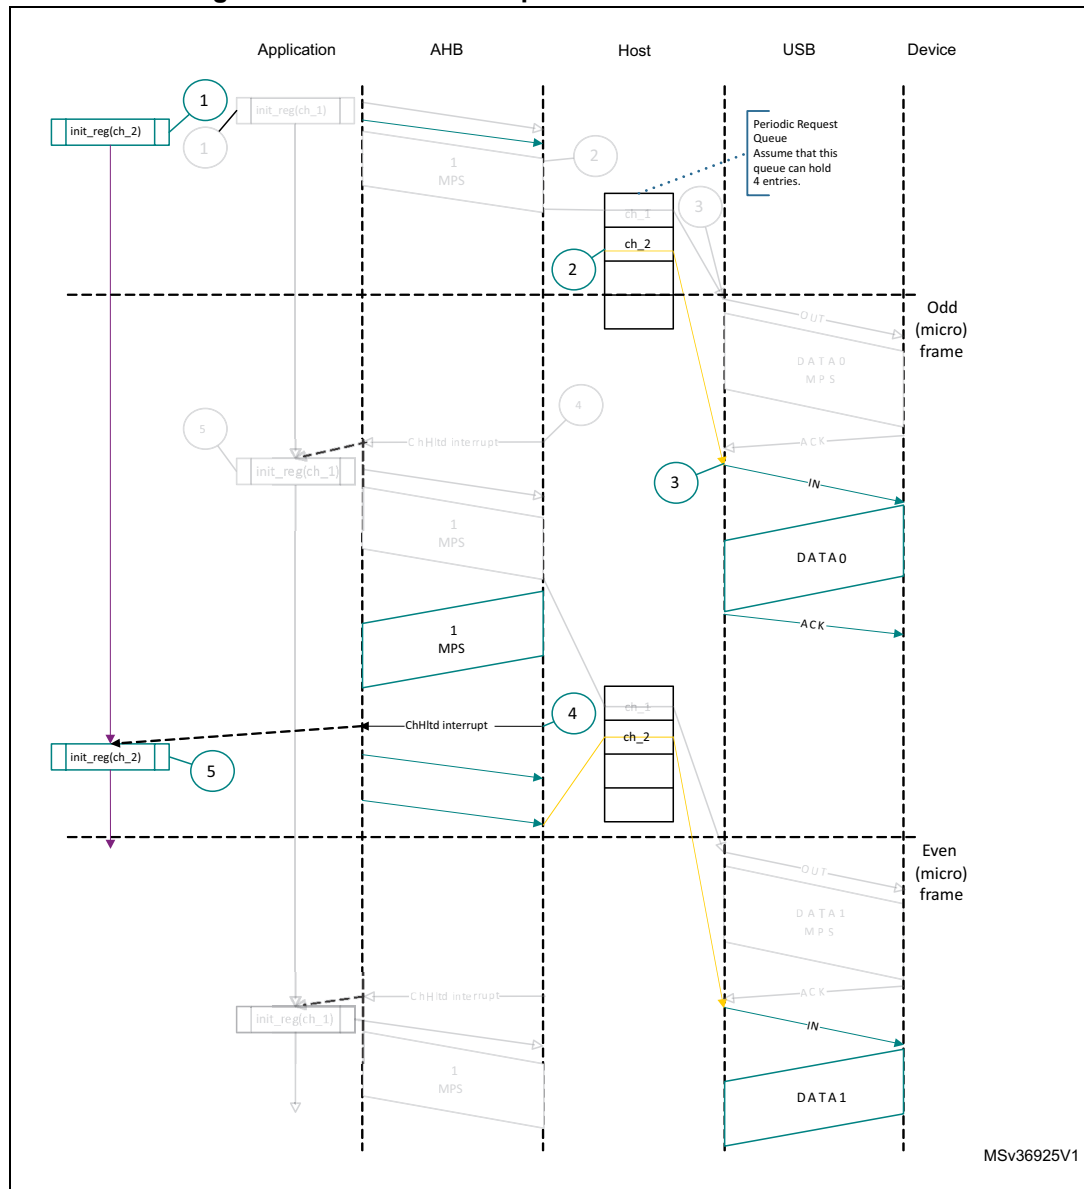 Application AHB Host USB Device
1
init_reg(ch_1)
init_reg(ch_2)
1
2
1
MPS
Periodic Request
Queue
Assume that this
queue can hold
4 entries.
3
ch_1
ch_2
2
Odd
(micro)
frame
OUT
DATA0
MPS
4
5
ChHltd interrupt
ACK
init_reg(ch_1)
3
IN
1
MPS
DATA0
1
MPS
ACK
4
ch_1
ChHltd interrupt
ch_2
init_reg(ch_2)
5
Even
(micro)
frame
OUT
DATA1
MPS
ChHltd interrupt
ACK
init_reg(ch_1)
IN
1
MPS
DATA1
MSv36925V1